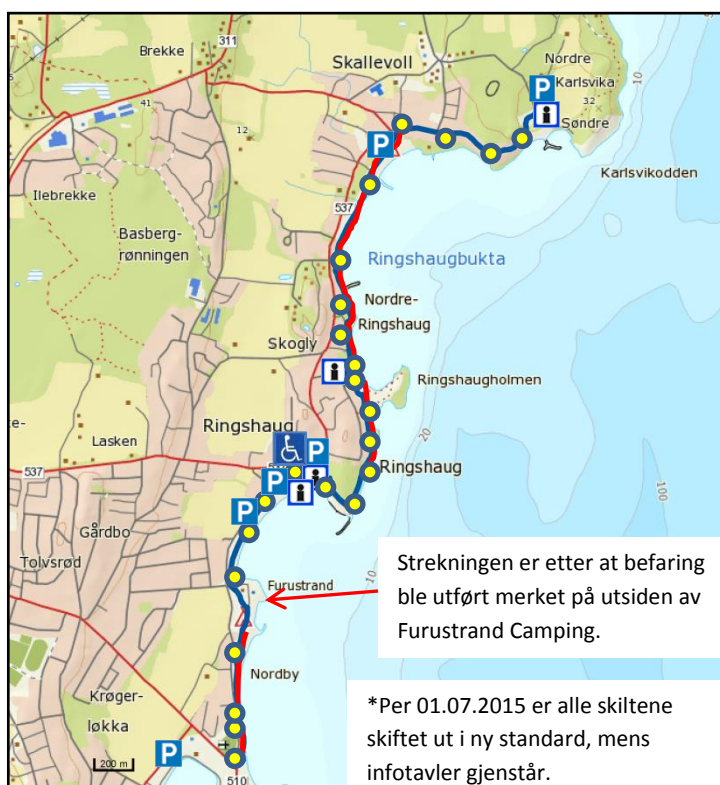 Brekke
311
Skallevoll
Nordre
Karlsvika
10
P
i
41
12
32
Søndre
P
Karlsvikodden
Ilebrekke
537
Basberg-
rønningen
Ringshaugbukta
Nordre-
Ringshaug
Skogly
i
Ringshaugholmen
Ringshaug
20
e-
Lasken
P
537
i
P
Ringshaug
i
100
P
Gårdbo
Tolvsrød
10
Furustrand
Strekningen er etter at befaring
ble utført merket på utsiden av
Furustrand Camping.
Nordby
Krøger-
løkka
*Per 01.07.2015 er alle skiltene
skiftet ut i ny standard, mens
infotavler gjenstår.
P
200 m
510